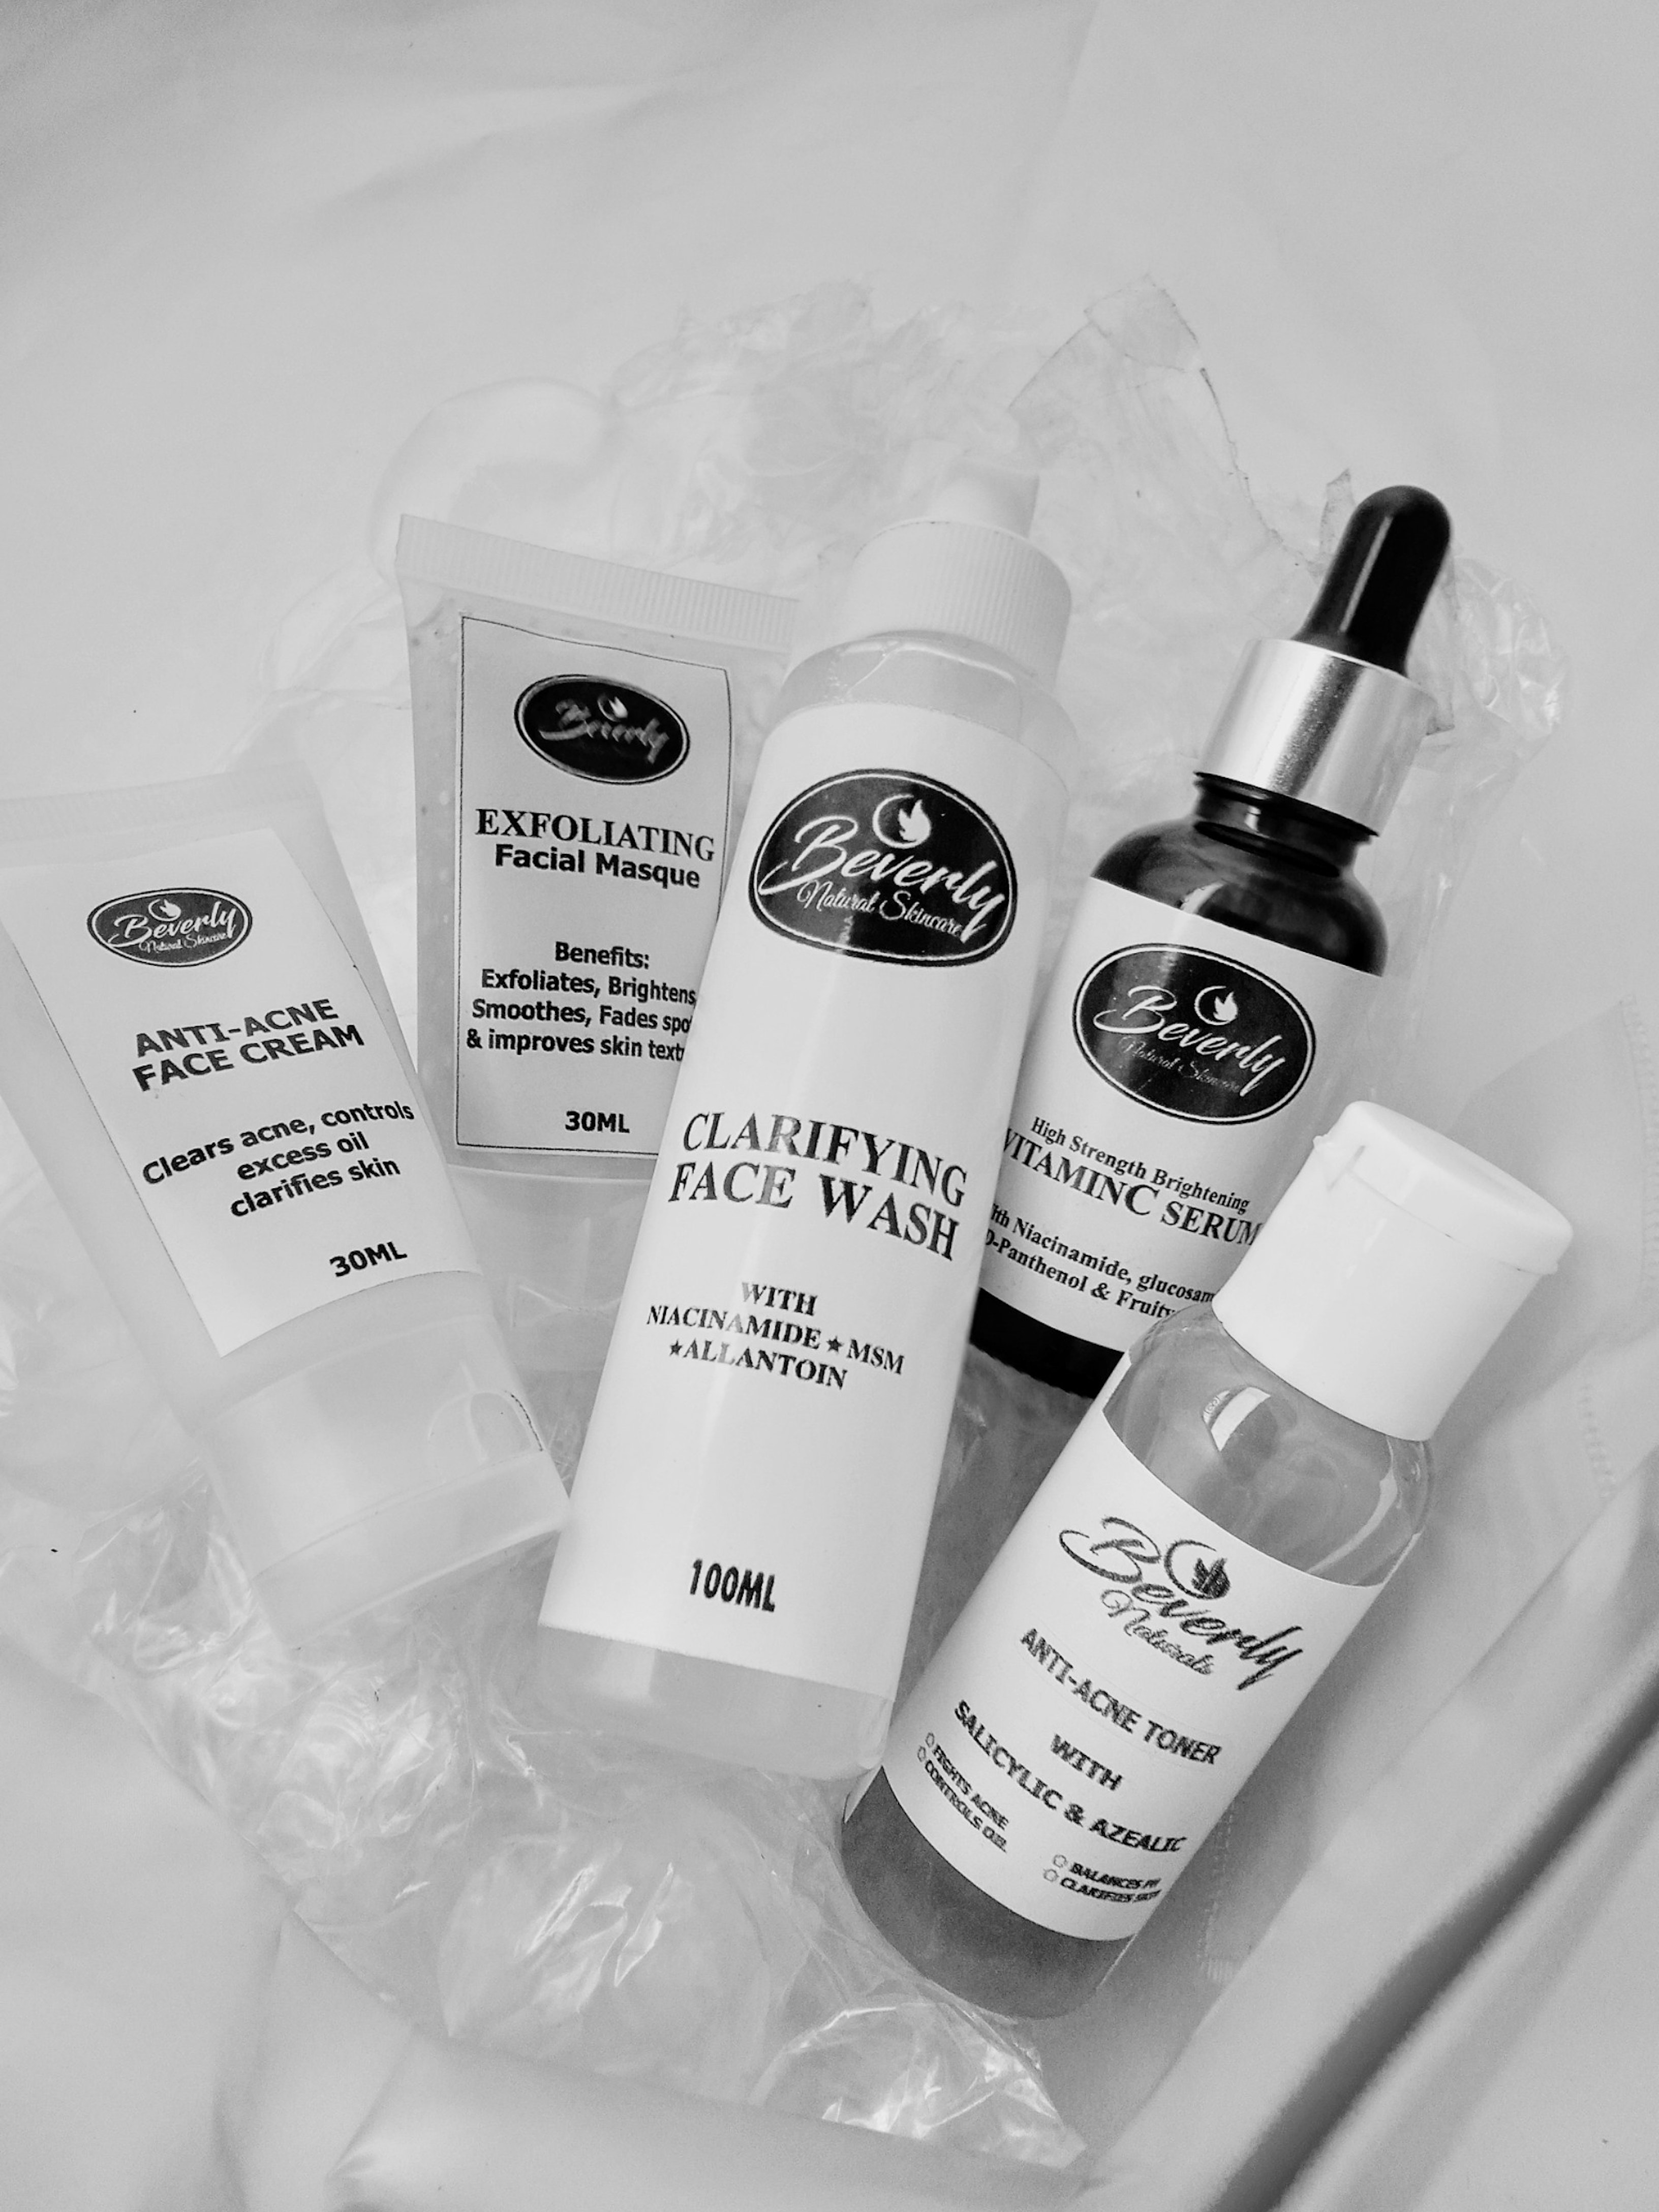 Beverly
Natural Skincare
ANTI-ACNE
FACE CREAM
Clears acne, controls
excess oil
clarifies skin
30ML
Beverly
EXFOLIATING
Facial Masque
Benefits:
Exfoliates, Brightens
Smoothes, Fades
& improves skin
30ML
Beverly
Natural Skincare
CLARIFYING
FACE WASH
WITH
NIACINAMIDE ★ MSM
★ALLANTOIN
100ML
Beverly
Natural Skincare
High Strength Brightening
VITAMINC SERUM
Niacinamide,
D-Panthenol &
Beverly
Naturals
ANTI-ACNE TONER
WITH
SALICYLIC & AZEALIC
FIGHTS ACNE
CONTROLS OIL
BALANCES PH
CLARIFIES SKIN